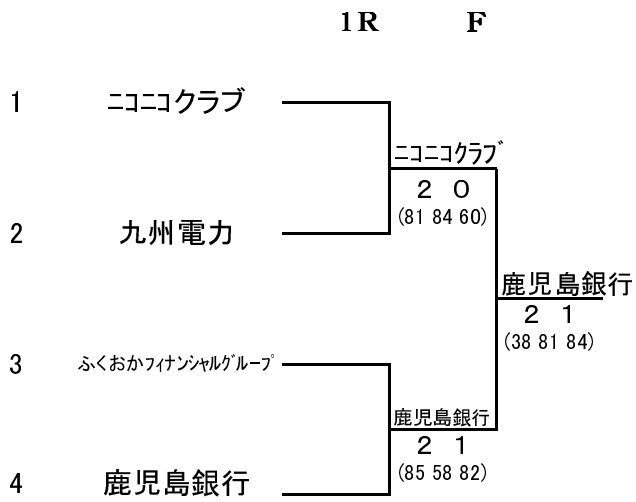 1R F
1 ﾆｺﾆｺクラブ
ﾆｺﾆｺクラブ
2 0
(81 84 60)
2 九州電力
鹿児島銀行
2 1
(38 81 84)
3 ふくおかﾌｨﾅﾝｼｬﾙｸﾞﾙｰﾌﾟ
鹿児島銀行
2 1
(85 58 82)
4 鹿児島銀行